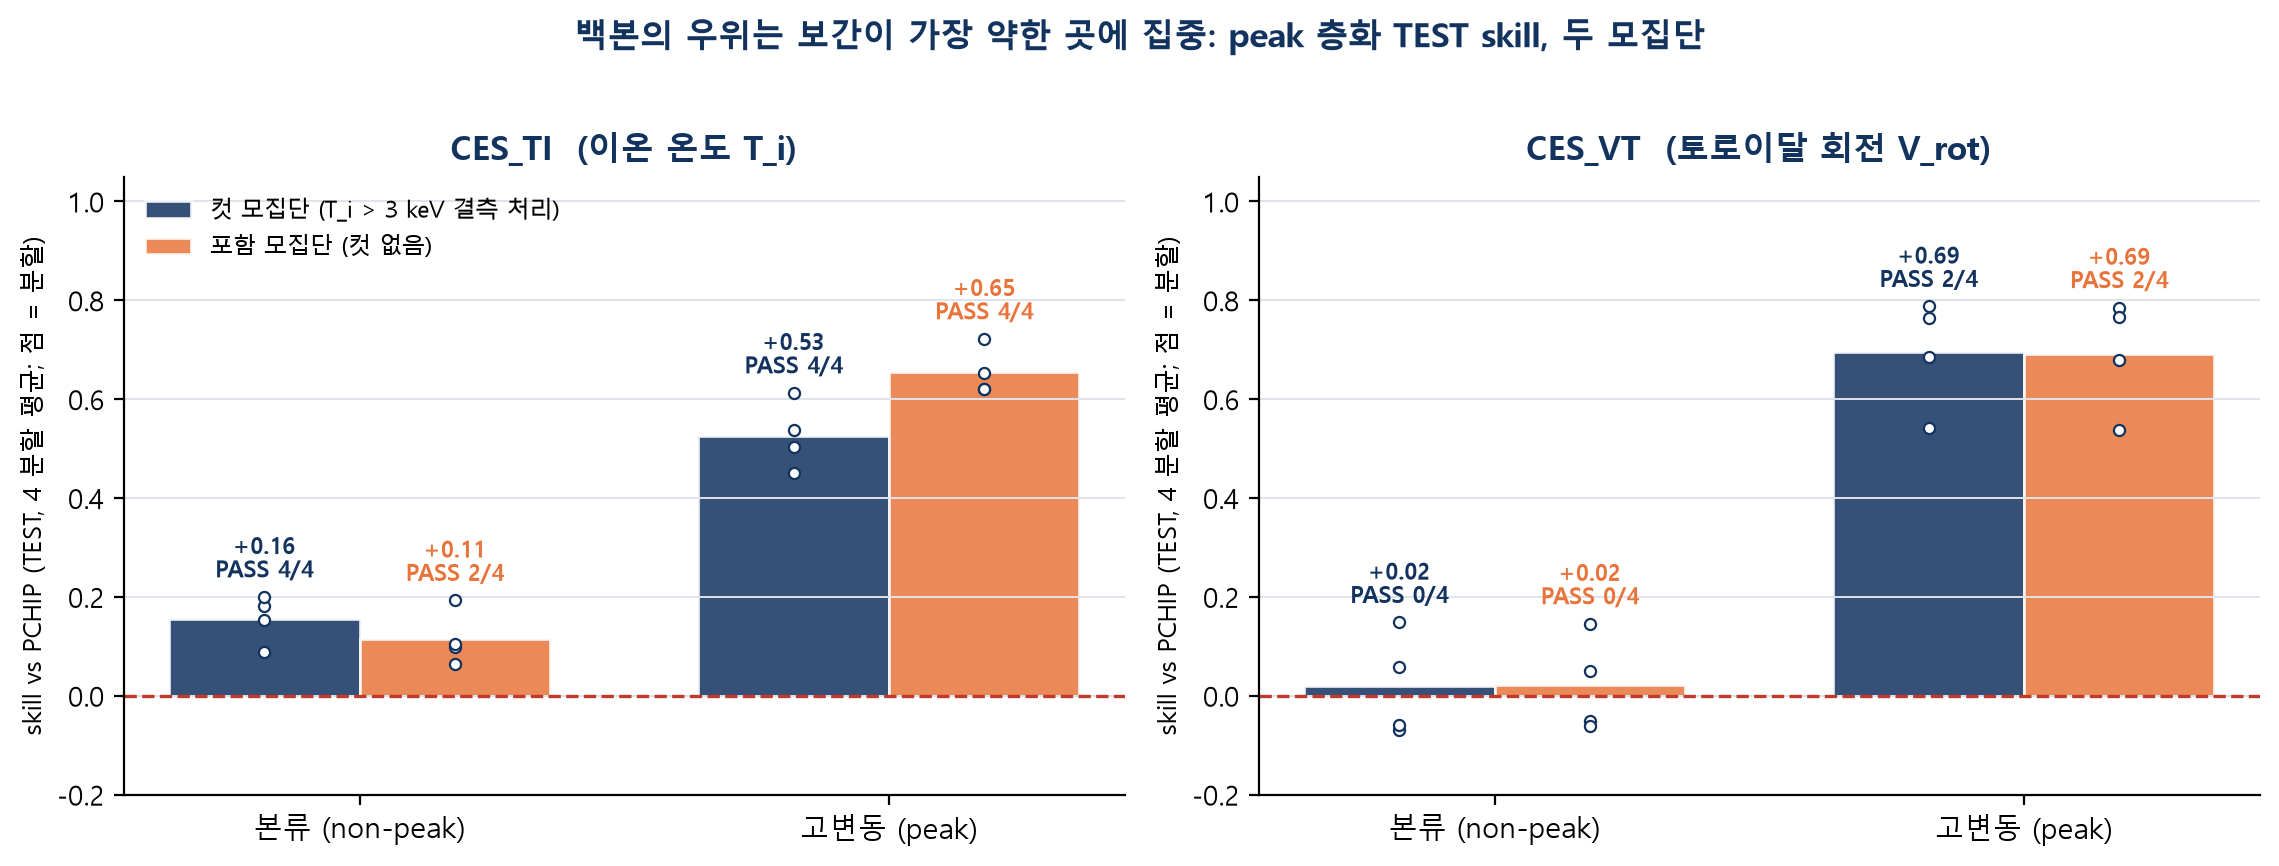 백본의 우위는 보간이 가장 약한 곳에 집중: peak 층화 TEST skill, 두 모집단
CES_TI (이온 온도 T_i)
skill vs PCHIP (TEST, 4 분할 평균; 점 = 분할)
1.0
0.8
0.6
0.4
0.2
0.0
-0.2
컷 모집단 (T_i > 3 keV 결측 처리)
포함 모집단 (컷 없음)
+0.16
PASS 4/4
+0.11
PASS 2/4
+0.53
PASS 4/4
+0.65
PASS 4/4
본류 (non-peak)
고변동 (peak)
CES_VT (토로이달 회전 V_rot)
skill vs PCHIP (TEST, 4 분할 평균; 점 = 분할)
1.0
0.8
0.6
0.4
0.2
0.0
-0.2
+0.02
PASS 0/4
+0.02
PASS 0/4
+0.69
PASS 2/4
+0.69
PASS 2/4
본류 (non-peak)
고변동 (peak)